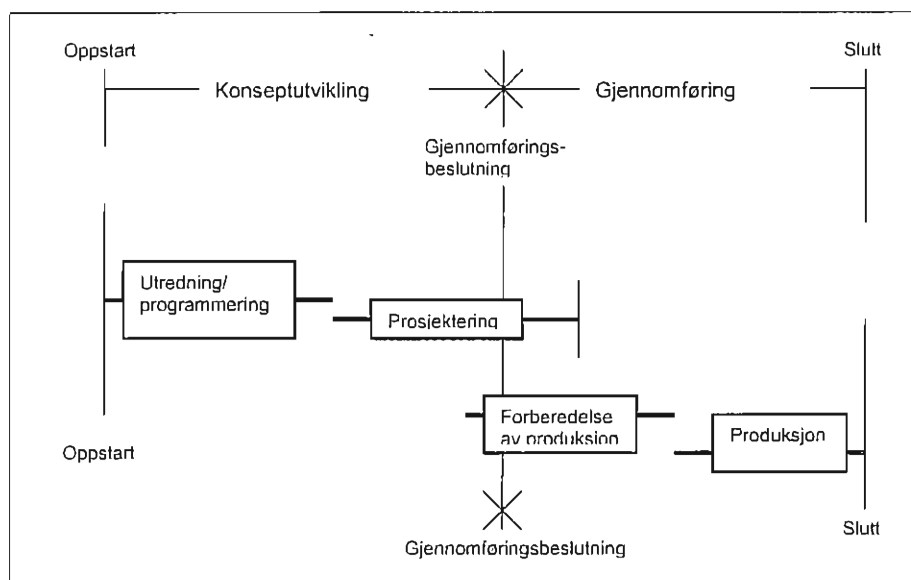 Oppstart
Slutt
Konseptutvikling
Gjennomføring
Gjennomførings-
beslutning
Utredning/
programmering
Prosjektering
Forberedelse
av produksjon
Produksjon
Oppstart
Slutt
Gjennomføringsbeslutning